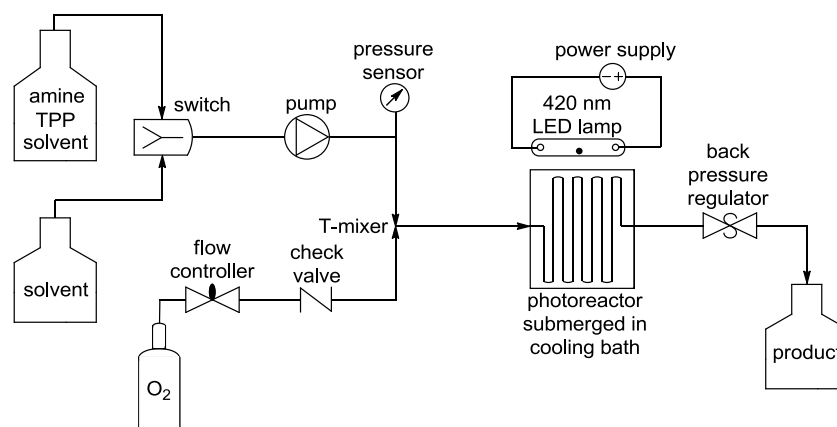 amine
TPP
solvent
switch
pump
pressure
sensor
power supply
-+
420 nm
LED lamp
back
pressure
regulator
T-mixer
solvent
flow
controller
check
valve
O2
photoreactor
submerged in
cooling bath
product